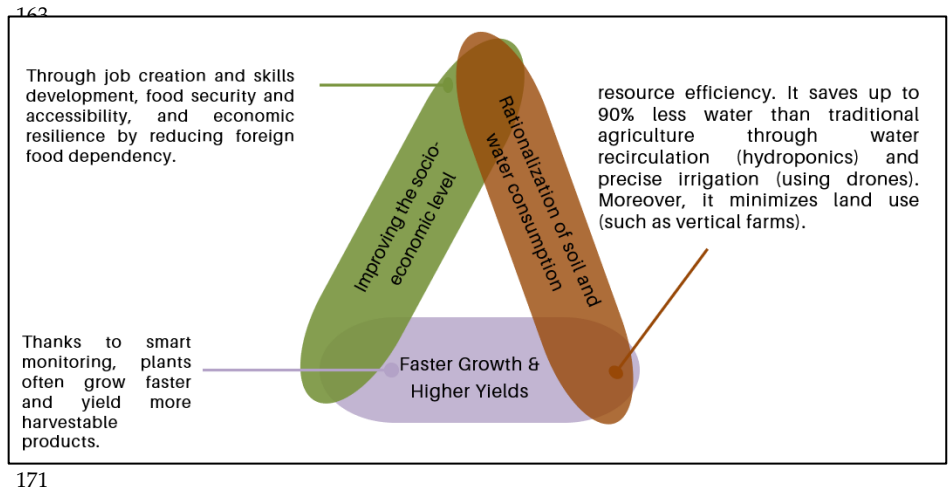 163
Through job creation and skills
development, food security and
accessibility, and economic
resilience by reducing foreign
food dependency.
Improving the socio-
economic level
Rationalization of soil and
water consumption
resource efficiency. It saves up to
90% less water than traditional
agriculture through water
recirculation (hydroponics) and
precise irrigation (using drones).
Moreover, it minimizes land use
(such as vertical farms).
Thanks to smart
monitoring, plants
often grow faster
and yield more
harvestable
products.
Faster Growth &
Higher Yields
171